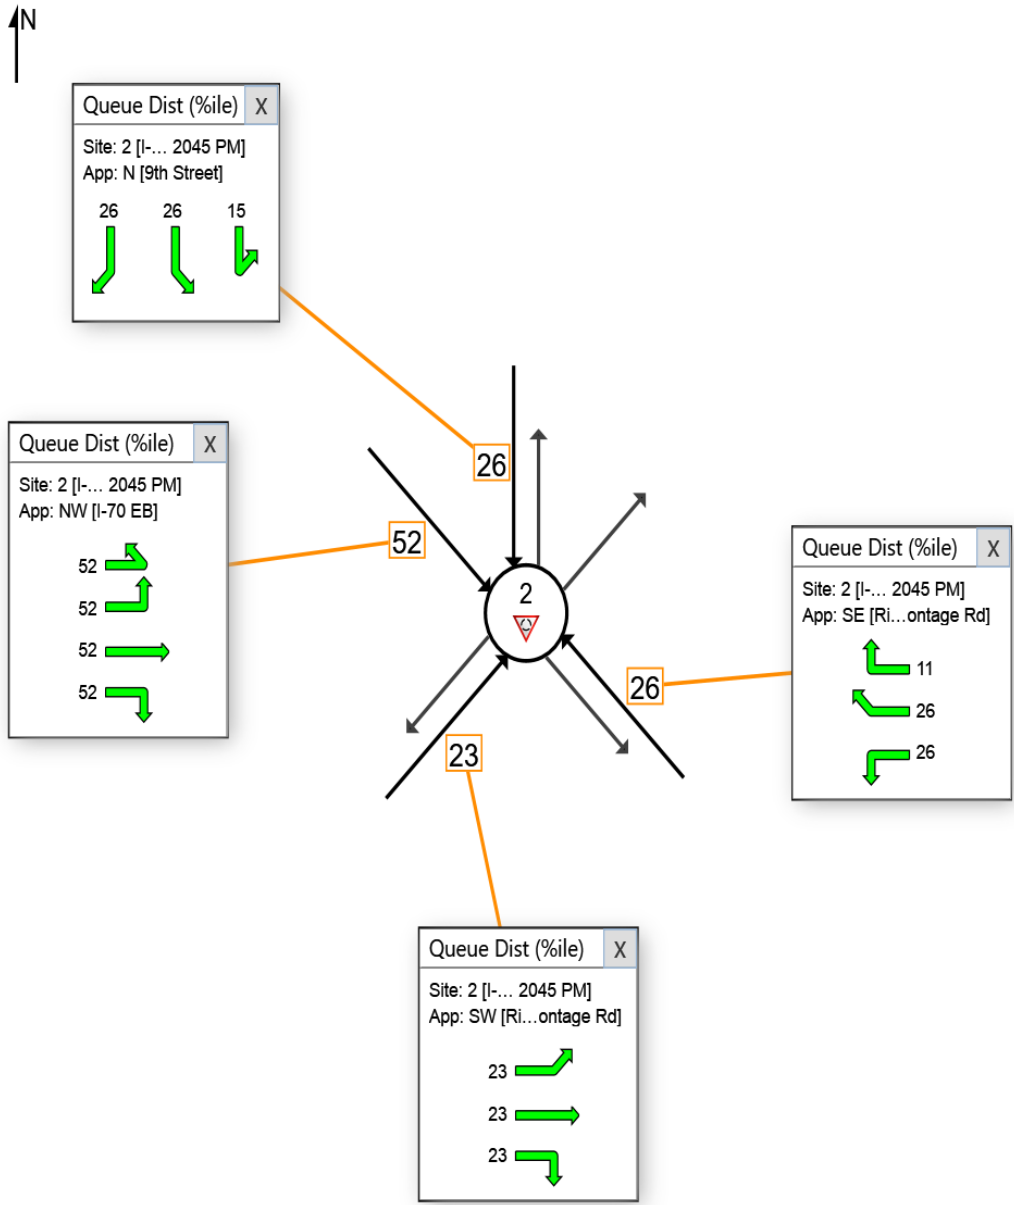 N
Queue Dist (%ile) X
Site: 2 [I-... 2045 PM]
App: N [9th Street]
26 26 15
26
Queue Dist (%ile) X
Site: 2 [I-... 2045 PM]
App: NW [I-70 EB]
52
52
52
52
52
2
Queue Dist (%ile) X
Site: 2 [I-... 2045 PM]
App: SE [Ri...ontage Rd]
11
26
26
26
23
Queue Dist (%ile) X
Site: 2 [I-... 2045 PM]
App: SW [Ri...ontage Rd]
23
23
23